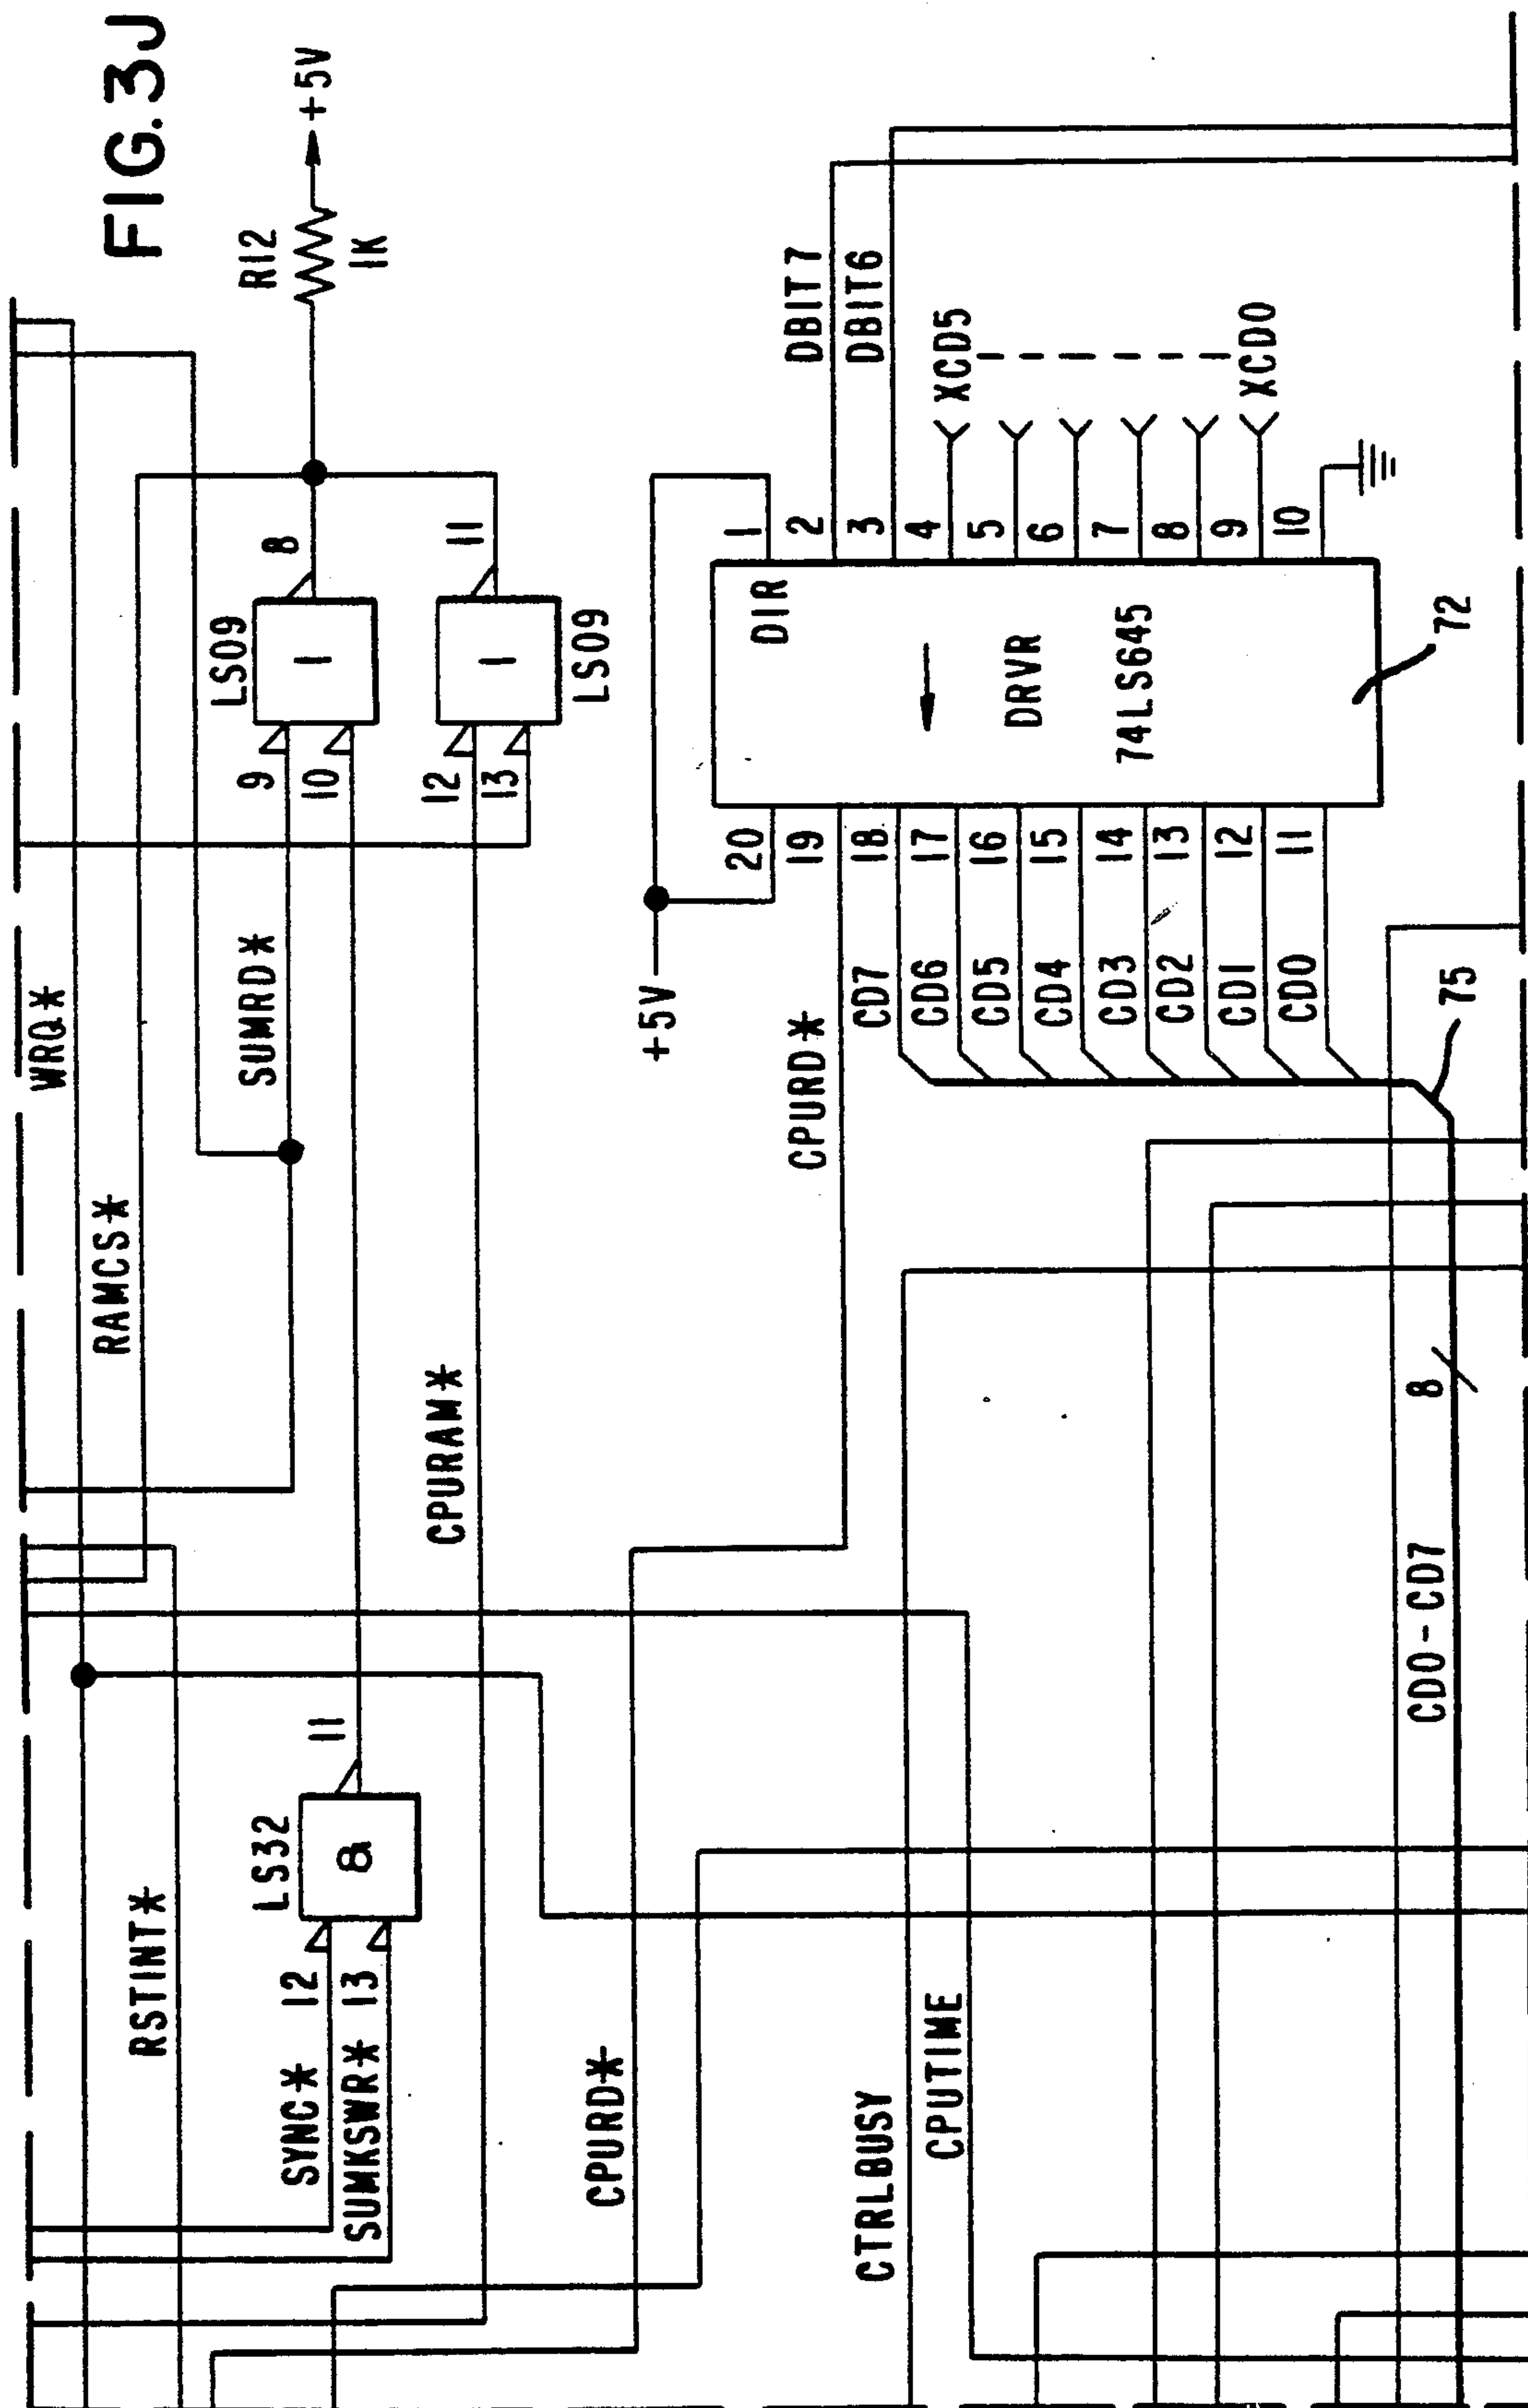 FIG.3J
WRQ*
RAMCS*
RSTINT*
SUMRD*
R12
1K
+5V
LS09
1
9
10
8
LS09
1
12
13
11
LS32
&
SYNC*
12
SUMKSWR*
13
11
CPURAM*
+5V
CPURD*
CPURD*
DIR
DRVR
74LS645
72
20
19
18
17
16
15
14
13
12
11
1
2
3
4
5
6
7
8
9
10
DBIT7
DBIT6
XCD5
XCD0
CD7
CD6
CD5
CD4
CD3
CD2
CD1
CD0
75
CTRLBUSY
CPUTIME
CD0-CD7
8